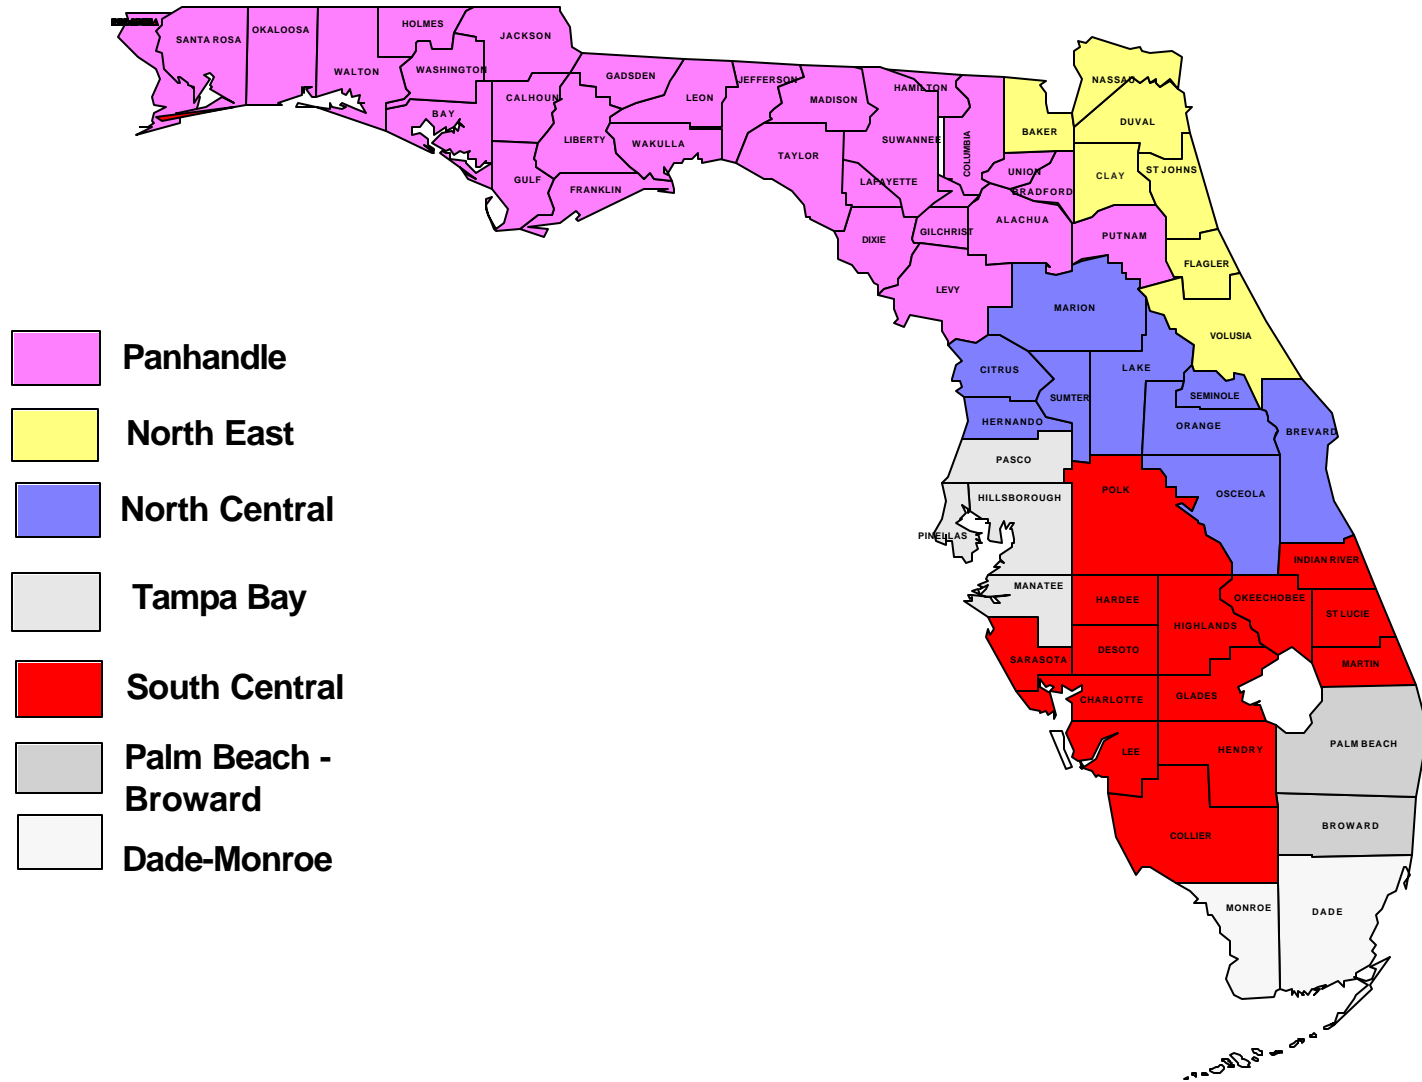 HOLMES
OKALOOSA
SANTA ROSA
JACKSON
WALTON
WASHINGTON
GADSDEN
JEFFERSON
NASSAU
HAMILTON
CALHOUN
LEON
MADISON
BAY
DUVAL
BAKER
LIBERTY
WAKULLA
SUWANNEE
COLUMBIA
TAYLOR
UNION
ST JOHNS
CLAY
GULF
FRANKLIN
LAFAYETTE
BRADFORD
ALACHUA
GILCHRIST
PUTNAM
DIXIE
FLAGLER
LEVY
MARION
VOLUSIA
CITRUS
LAKE
SUMTER
SEMINOLE
HERNANDO
ORANGE
BREVARD
PASCO
POLK
OSCEOLA
HILLSBOROUGH
PINELLAS
INDIAN RIVER
MANATEE
HARDEE
OKEECHOBEE
ST LUCIE
HIGHLANDS
DESOTO
SARASOTA
MARTIN
CHARLOTTE
GLADES
LEE
HENDRY
PALM BEACH
BROWARD
COLLIER
MONROE
DADE
Panhandle
North East
North Central
Tampa Bay
South Central
Palm Beach -
Broward
Dade-Monroe